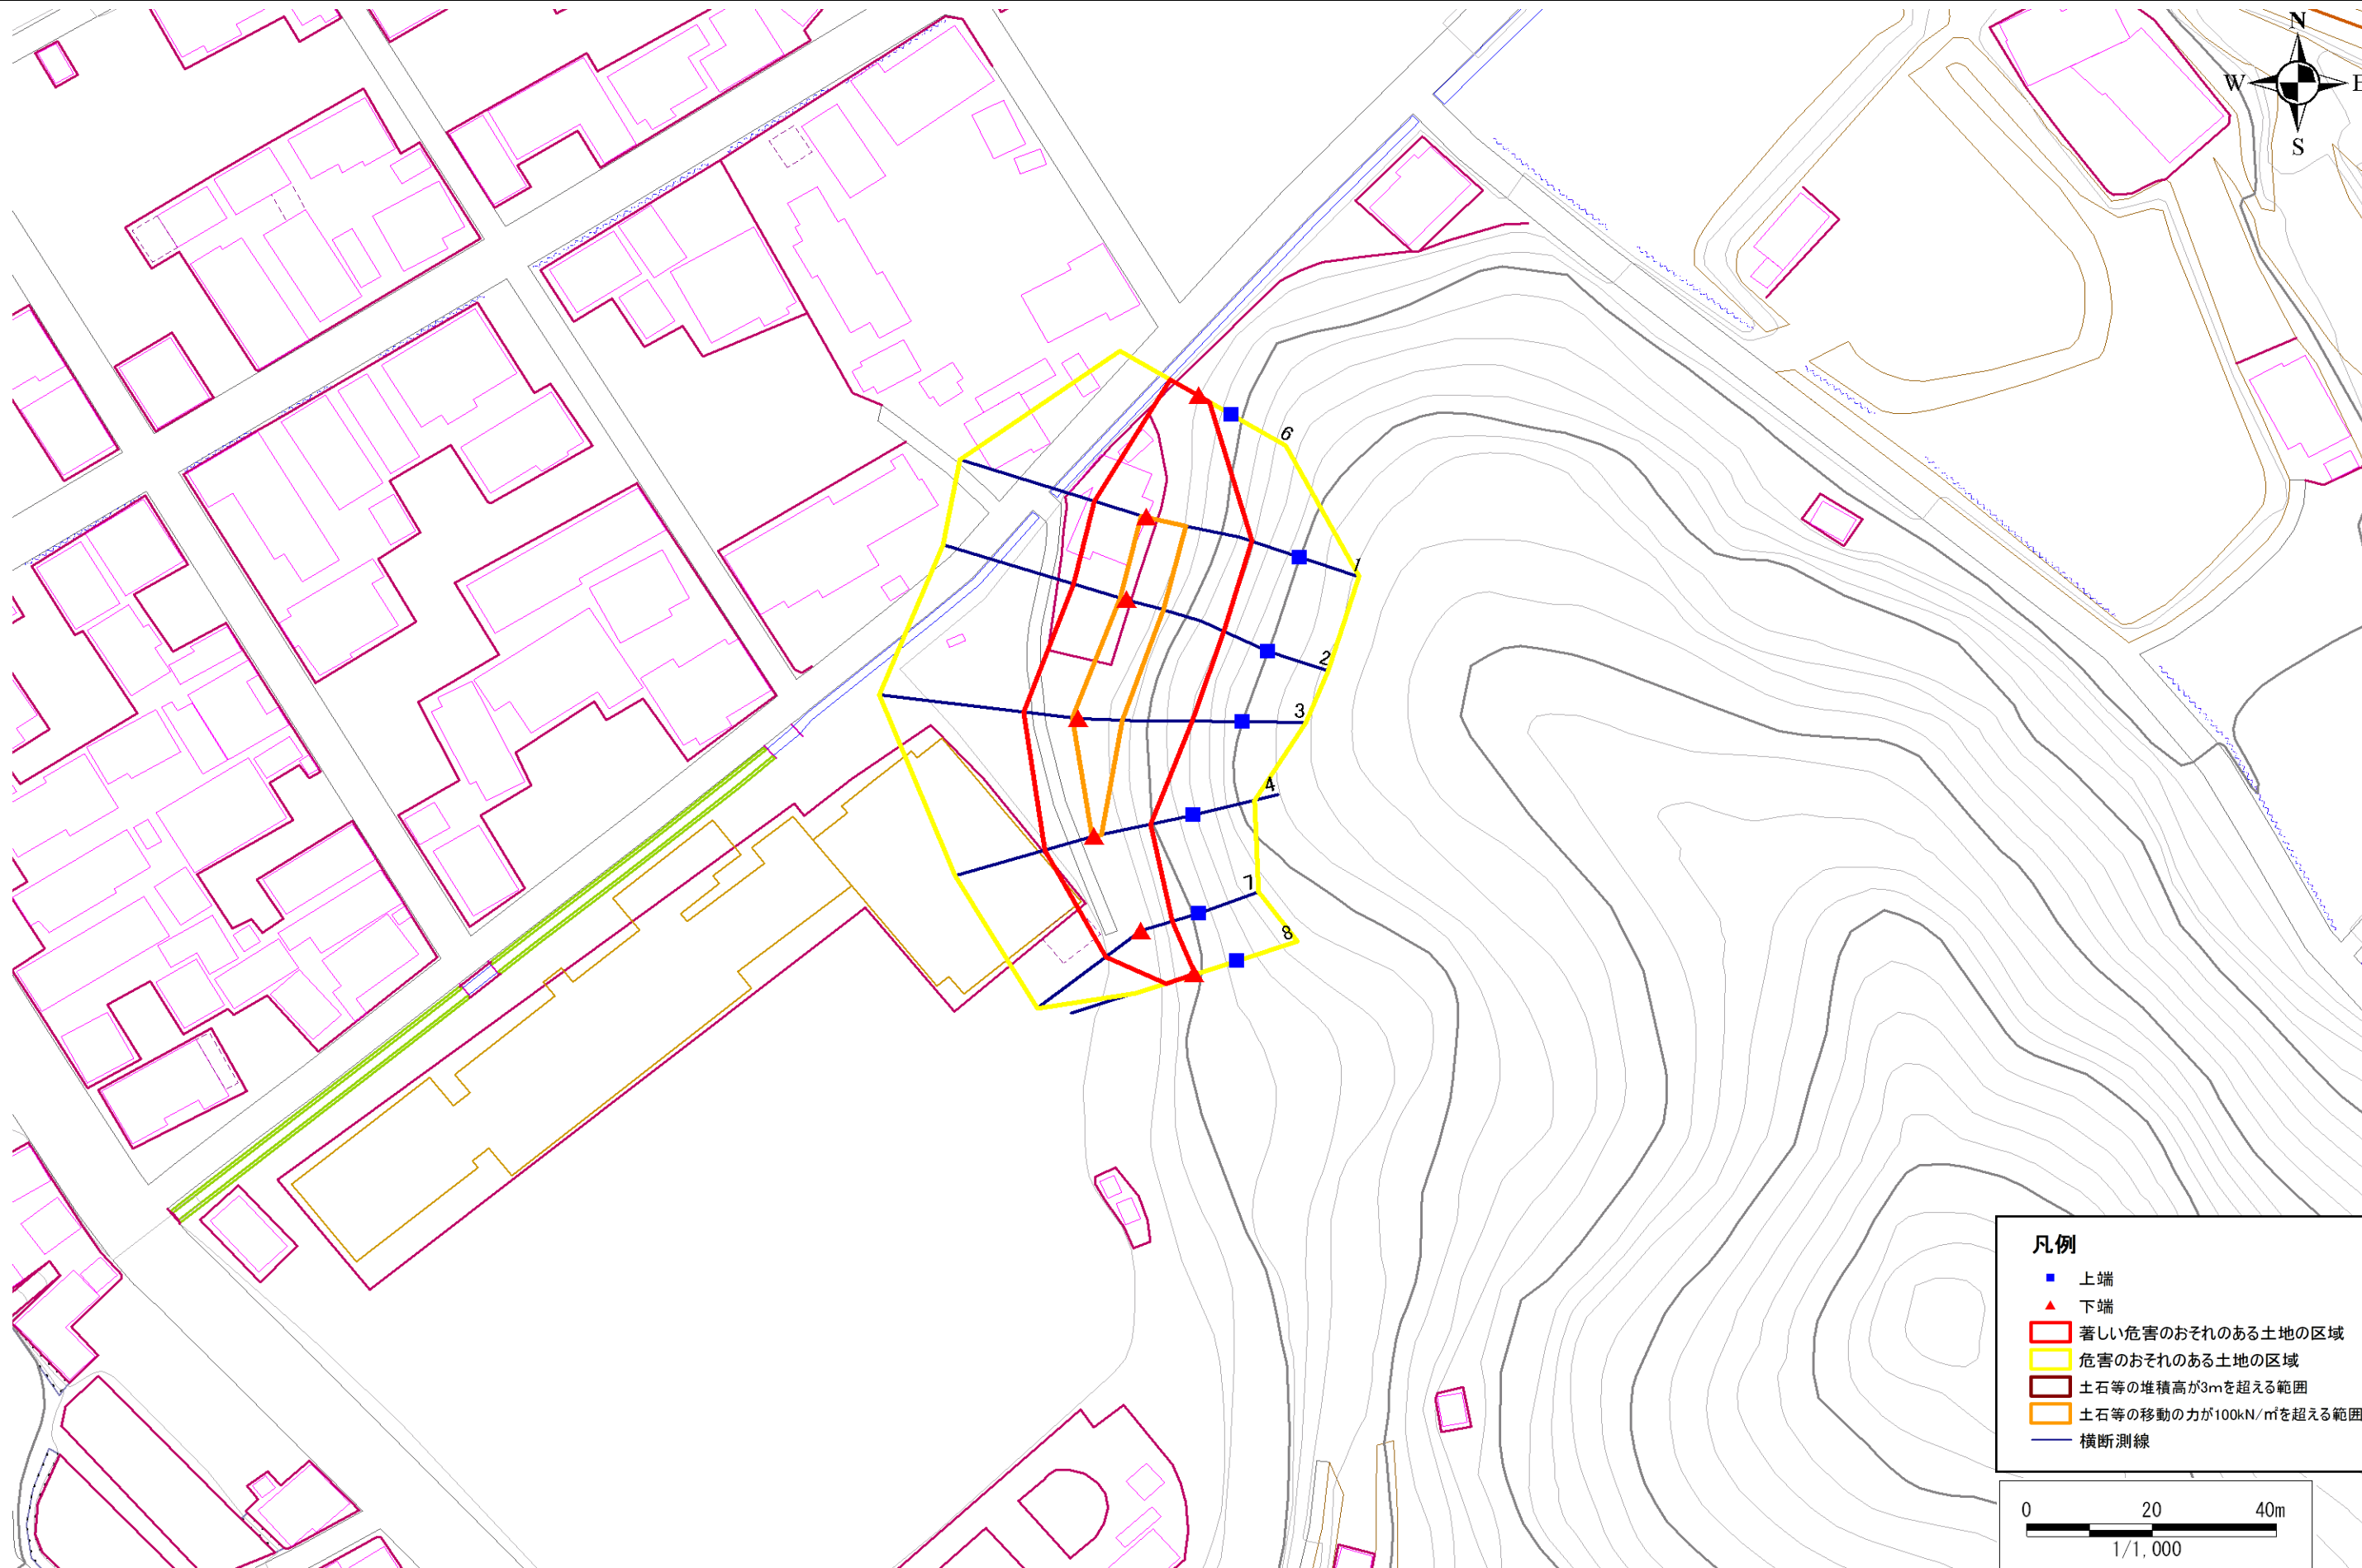 N
W E
S
6
1
2
3
4
7
8
凡例
上端
下端
著しい危害のおそれのある土地の区域
危害のおそれのある土地の区域
土石等の堆積高が3mを超える範囲
土石等の移動の力が100kN/㎡を超える範囲
横断測線
0 20 40m
1/1,000